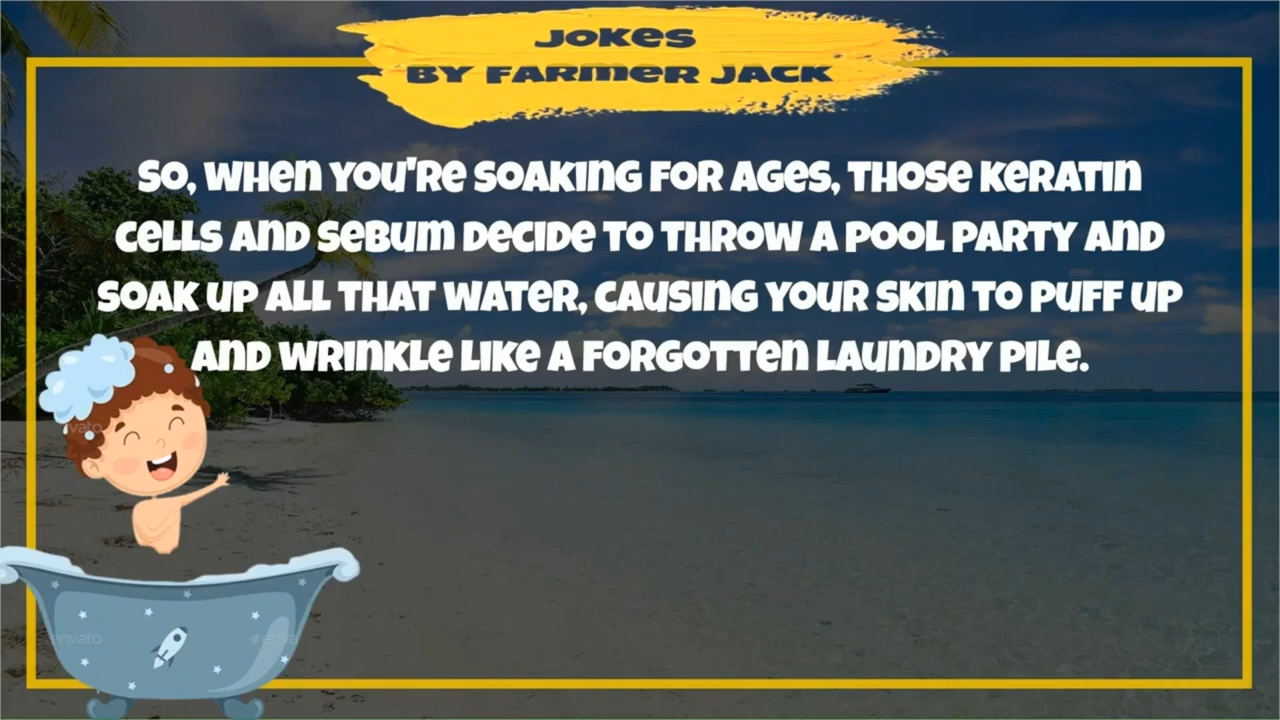 JOKES
BY FARMER JACK
SO, WHEN YOU'RE SOAKING FOR AGES, THOSE KERATIN
CELLS AND SEBUM DECIDE TO THROW A POOL PARTY AND
SOAK UP ALL THAT WATER, CAUSING YOUR SKIN TO PUFF UP
AND WRINKLE LIKE A FORGOTTEN LAUNDRY PILE.
envato